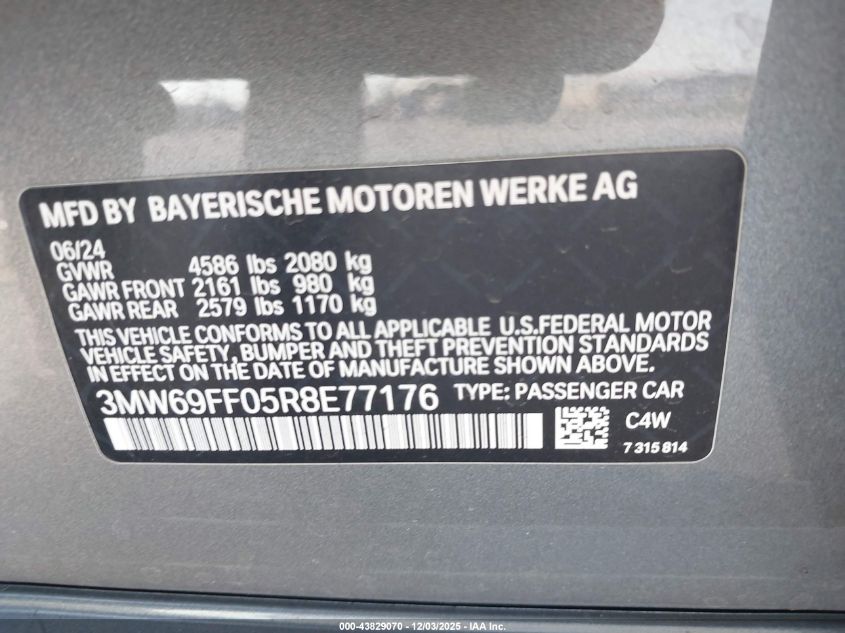 MFD BY BAYERISCHE MOTOREN WERKE AG
06/24
GVWR 4586 lbs 2080 kg
GAWR FRONT 2161 lbs 980 kg
GAWR REAR 2579 lbs 1170 kg
THIS VEHICLE CONFORMS TO ALL APPLICABLE U.S.FEDERAL MOTOR
VEHICLE SAFETY, BUMPER AND THEFT PREVENTION STANDARDS
IN EFFECT ON THE DATE OF MANUFACTURE SHOWN ABOVE.
3MW69FF05R8E77176 TYPE: PASSENGER CAR
C4W
7 315 814
000-43829070 - 12/03/2025 - IAA Inc.